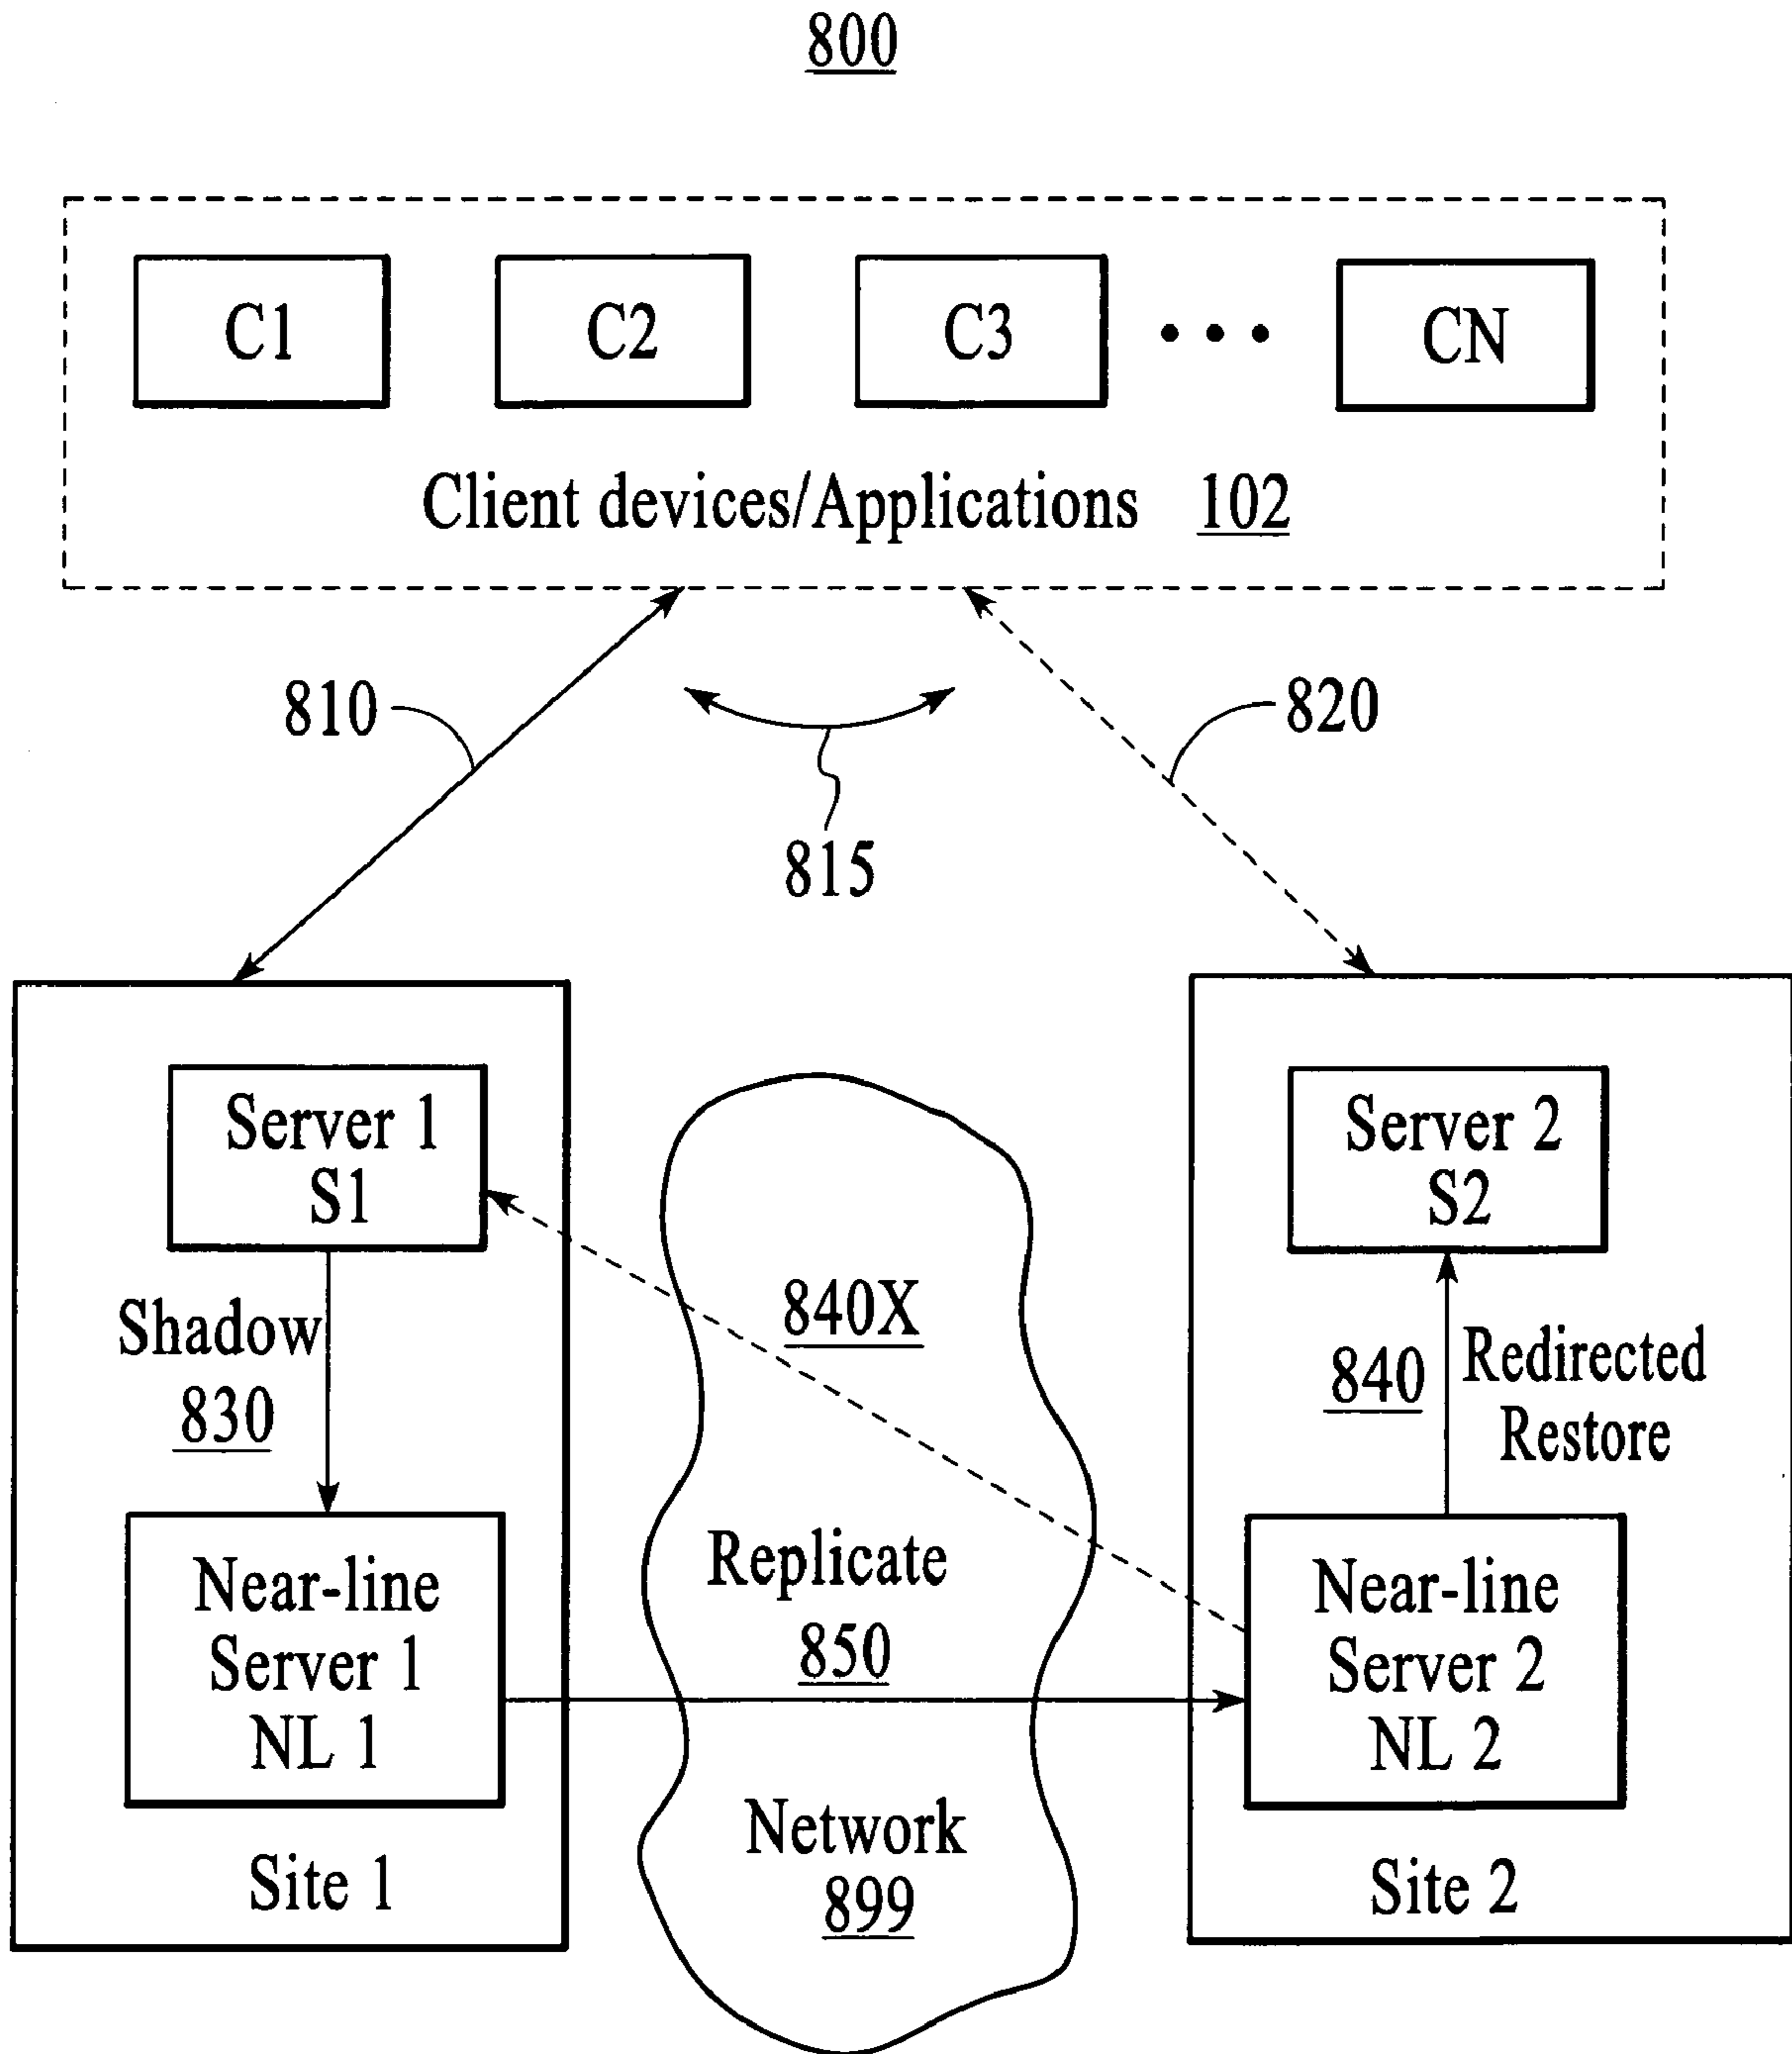 800
C1
C2
C3
• • •
CN
Client devices/Applications 102
810
820
815
Server 1
S1
Shadow
830
Near-line
Server 1
NL 1
Site 1
840X
Replicate
850
Network
899
Server 2
S2
840
Redirected
Restore
Near-line
Server 2
NL 2
Site 2